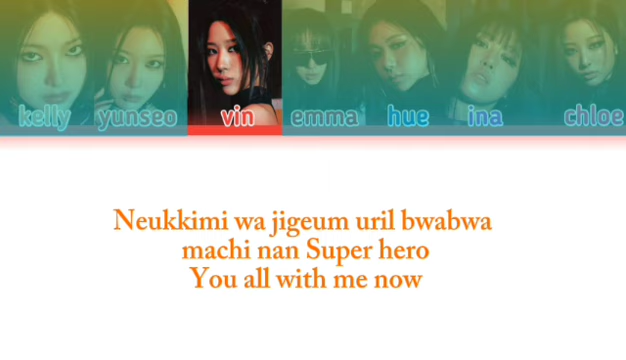 kelly yunseo vin emma hue ina chloe
Neukkimi wa jigeum uril bwabwa
machi nan Super hero
You all with me now